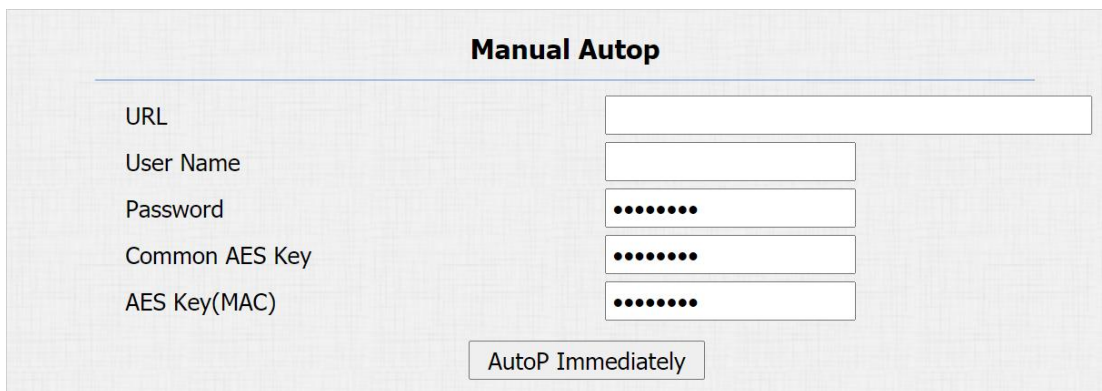 Manual Autop
URL
User Name
Password ••••••••
Common AES Key ••••••••
AES Key(MAC) ••••••••
AutoP Immediately